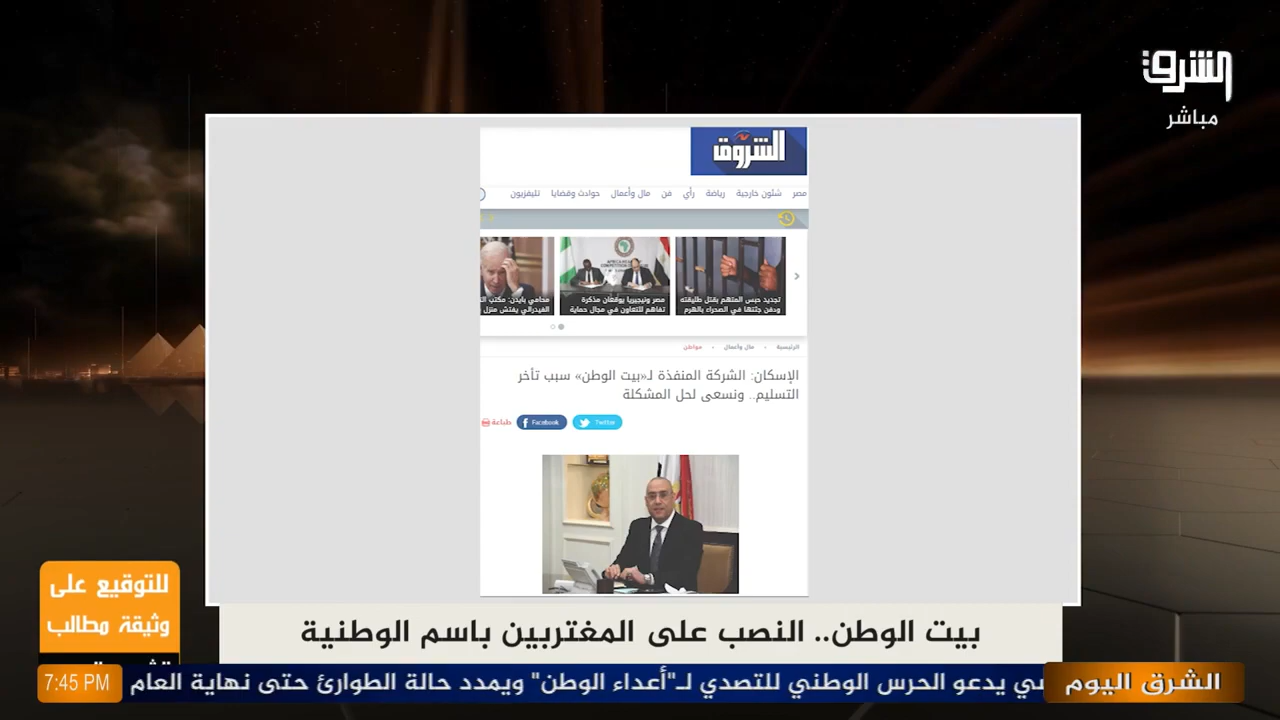 الشرق
مباشر
الشروق
مصر شئون خارجية رياضة رأي فن مال وأعمال حوادث وقضايا تليفزيون
تجديد حبس المتهم بقتل طليقته
ودفن جثتها في الصحراء بالهرم
مصر ونيجيريا يوقعان مذكرة
تفاهم للتعاون في مجال حماية
محامي بايدن: مكتب
الفيدرالي يفتش منزل
الرئيسية • مال وأعمال • مواطن
الإسكان: الشركة المنفذة لـ«بيت الوطن» سبب تأخر
التسليم.. ونسعى لحل المشكلة
Twitter
Facebook
طباعة
للتوقيع على
وثيقة مطالب
بيت الوطن.. النصب على المغتربين باسم الوطنية
الشرق اليوم
سي يدعو الحرس الوطني للتصدي لـ"أعداء الوطن" ويمدد حالة الطوارئ حتى نهاية العام
7:45 PM